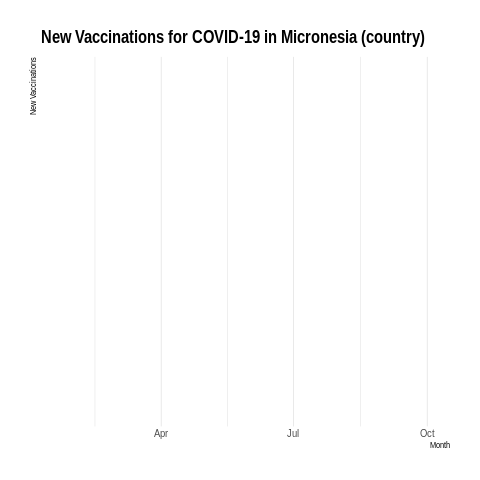 New Vaccinations for COVID-19 in Micronesia (country)
New Vaccinations
Apr
Jul
Oct
Month